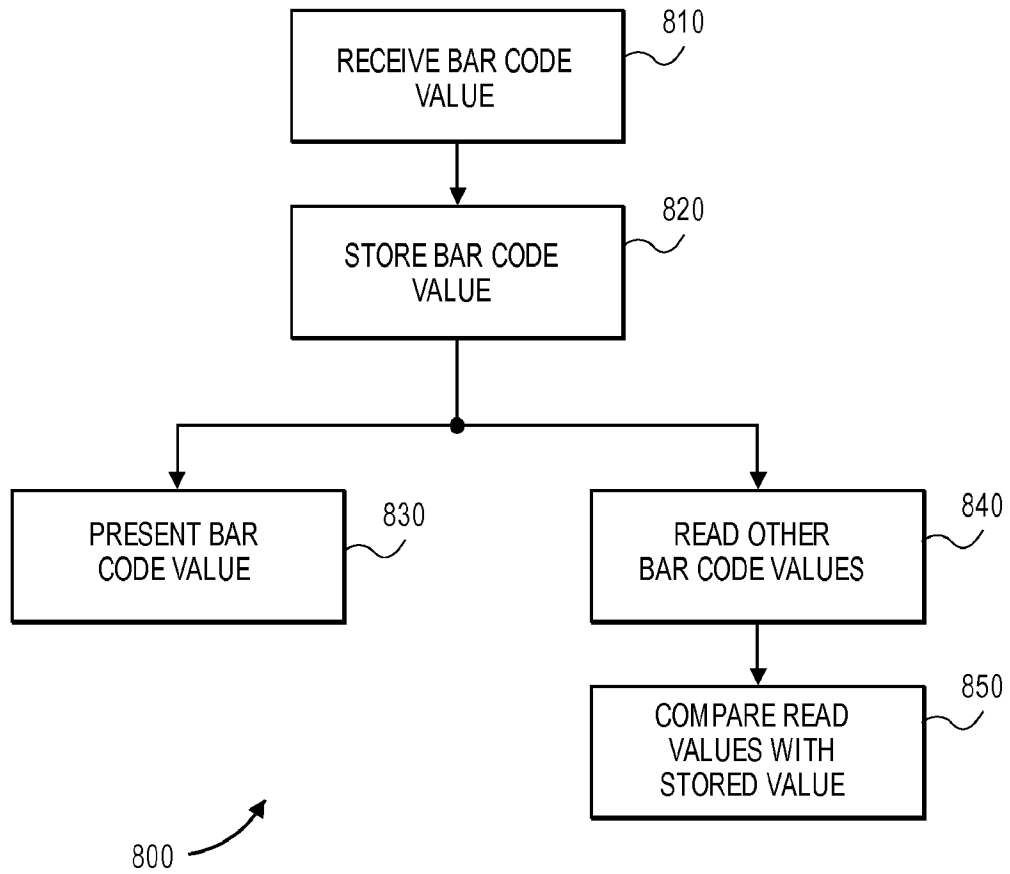 810
RECEIVE BAR CODE
VALUE
820
STORE BAR CODE
VALUE
830
PRESENT BAR
CODE VALUE
840
READ OTHER
BAR CODE VALUES
850
COMPARE READ
VALUES WITH
STORED VALUE
800